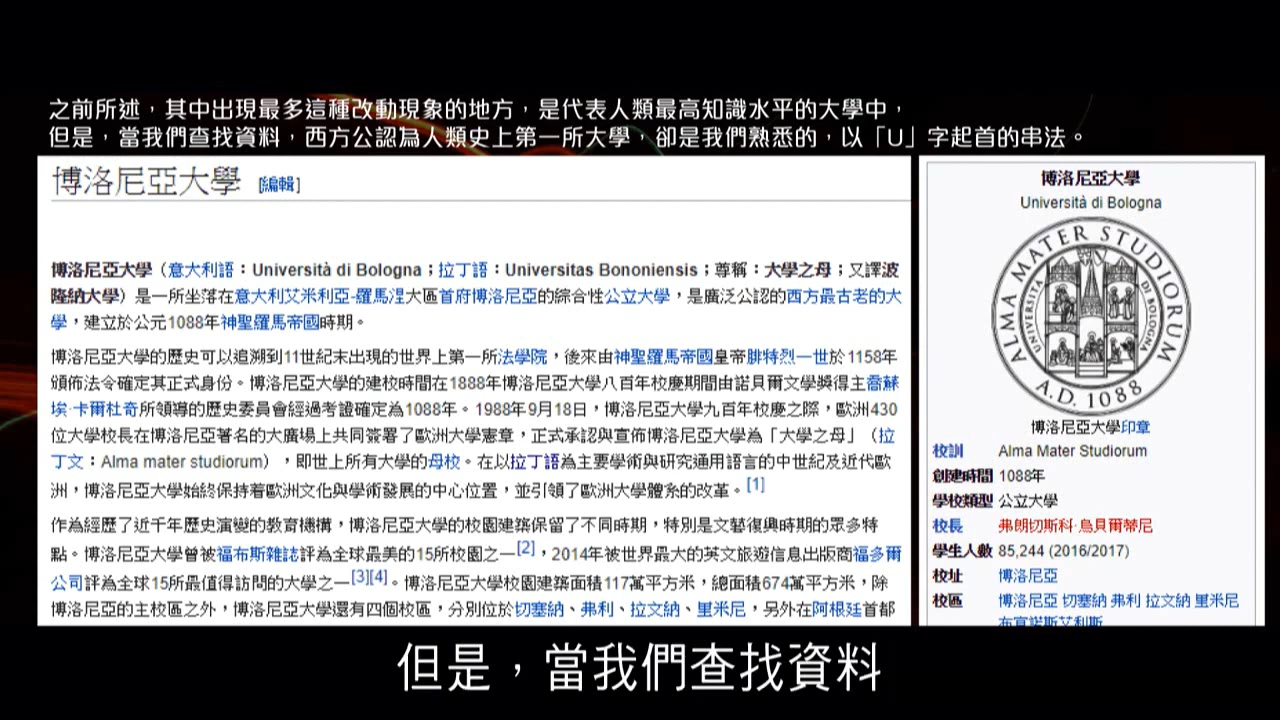 之前所述，其中出現最多這種改動現象的地方，是代表人類最高知識水平的大學中，
但是，當我們查找資料，西方公認為人類史上第一所大學，卻是我們熟悉的，以「U」字起首的串法。
博洛尼亞大學 [編輯]
博洛尼亞大學（意大利語：Università di Bologna；拉丁語：Universitas Bononiensis；尊稱：大學之母；又譯波
隆納大學）是一所坐落在意大利艾米利亞-羅馬涅大區首府博洛尼亞的綜合性公立大學，是廣泛公認的西方最古老的大
學，建立於公元1088年神聖羅馬帝國時期。
博洛尼亞大學的歷史可以追溯到11世紀末出現的世界上第一所法學院，後來由神聖羅馬帝國皇帝腓特烈一世於1158年
頒佈法令確定其正式身份。博洛尼亞大學的建校時間在1888年博洛尼亞大學八百年校慶期間由諾貝爾文學獎得主喬蘇
埃·卡爾杜奇所領導的歷史委員會經過考證確定為1088年。1988年9月18日，博洛尼亞大學九百年校慶之際，歐洲430
位大學校長在博洛尼亞著名的大廣場上共同簽署了歐洲大學憲章，正式承認與宣佈博洛尼亞大學為「大學之母」（拉
丁文：Alma mater studiorum），即世上所有大學的母校。在以拉丁語為主要學術與研究通用語言的中世紀及近代歐
洲，博洛尼亞大學始終保持着歐洲文化與學術發展的中心位置，並引領了歐洲大學體系的改革。[1]
作為經歷了近千年歷史演變的教育機構，博洛尼亞大學的校園建築保留了不同時期，特別是文藝復興時期的眾多特
點。博洛尼亞大學曾被福布斯雜誌評為全球最美的15所校園之一[2]，2014年被世界最大的英文旅遊信息出版商福多爾
公司評為全球15所最值得訪問的大學之一[3][4]。博洛尼亞大學校園建築面積117萬平方米，總面積674萬平方米，除
博洛尼亞的主校區之外，博洛尼亞大學還有四個校區，分別位於切塞納、弗利、拉文納、里米尼，另外在阿根廷首都
博洛尼亞大學
Università di Bologna
ALMA MATER STUDIORUM
UNIVERSITÀ DI BOLOGNA
A.D. 1088
博洛尼亞大學印章
校訓 Alma Mater Studiorum
創建時間 1088年
學校類型 公立大學
校長 弗朗切斯科·烏貝爾蒂尼
學生人數 85,244 (2016/2017)
校址 博洛尼亞
校區 博洛尼亞 切塞納 弗利 拉文納 里米尼
布宜諾斯艾利斯
但是，當我們查找資料